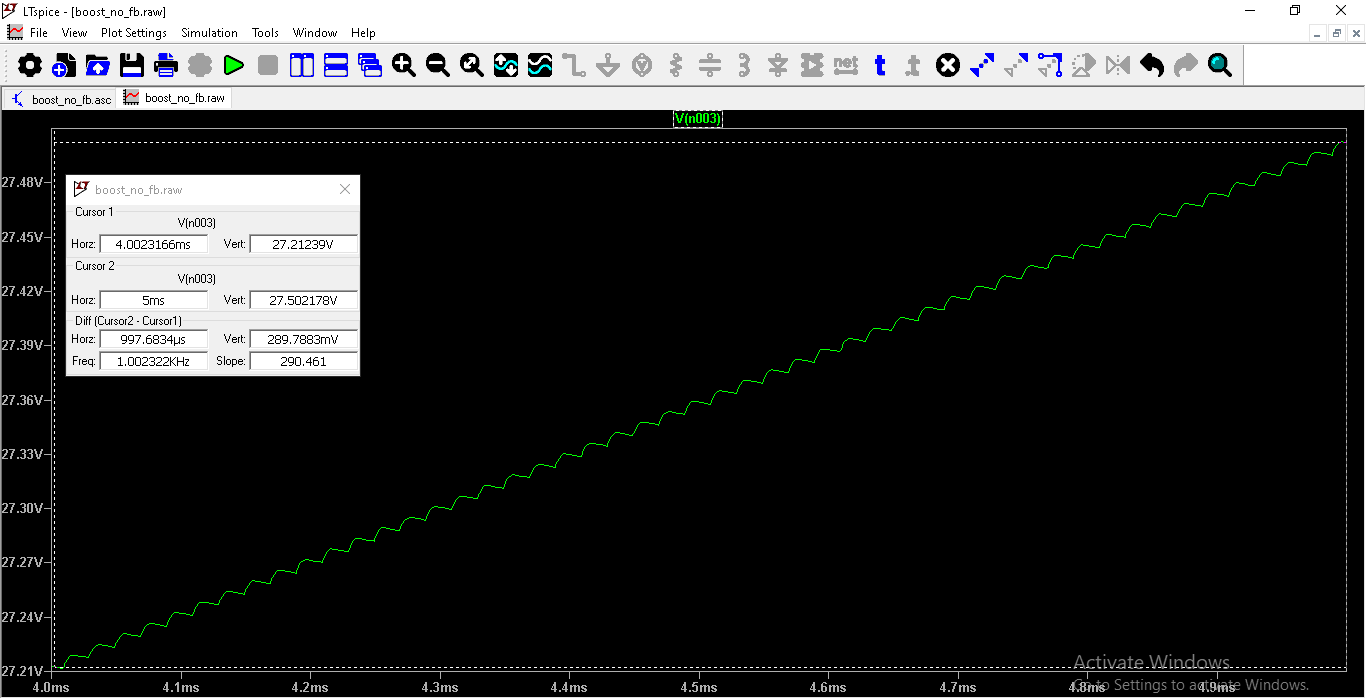 LTspice - [boost_no_fb.raw]
File View Plot Settings Simulation Tools Window Help
net t t
boost_no_fb.asc boost_no_fb.raw
V(n003)
27.48V
27.45V
27.42V
27.39V
27.36V
27.33V
27.30V
27.27V
27.24V
27.21V
boost_no_fb.raw
Cursor 1
V(n003)
Horz: 4.0023166ms Vert: 27.21239V
Cursor 2
V(n003)
Horz: 5ms Vert: 27.502178V
Diff (Cursor2 - Cursor1)
Horz: 997.6834µs Vert: 289.7883mV
Freq: 1.002322KHz Slope: 290.461
Activate Windows
Go to Settings to activate Windows.
4.0ms 4.1ms 4.2ms 4.3ms 4.4ms 4.5ms 4.6ms 4.7ms 4.8ms 4.9ms